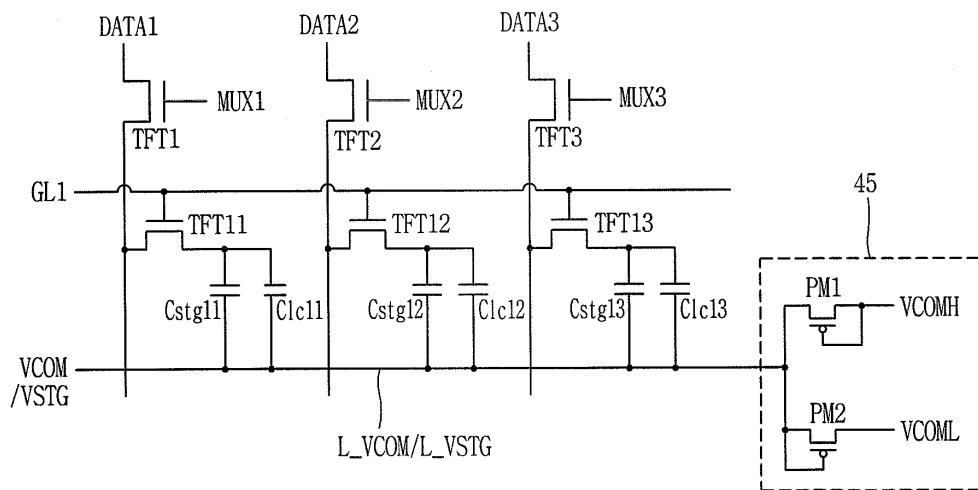 DATA1 DATA2 DATA3
MUX1 MUX2 MUX3
TFT1 TFT2 TFT3
GL1
45
TFT11 TFT12 TFT13
PM1
VCOMH
Cstg11 Clc11 Cstg12 Clc12 Cstg13 Clc13
VCOM
/VSTG
PM2
VCOML
L_VCOM/L_VSTG